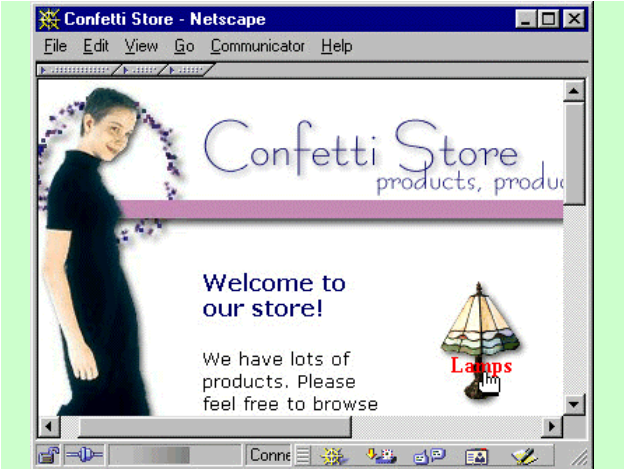 Confetti Store - Netscape
File Edit View Go Communicator Help
Confetti Store
products, produc
Welcome to
our store!
We have lots of
products. Please
feel free to browse
Lamps
Conne